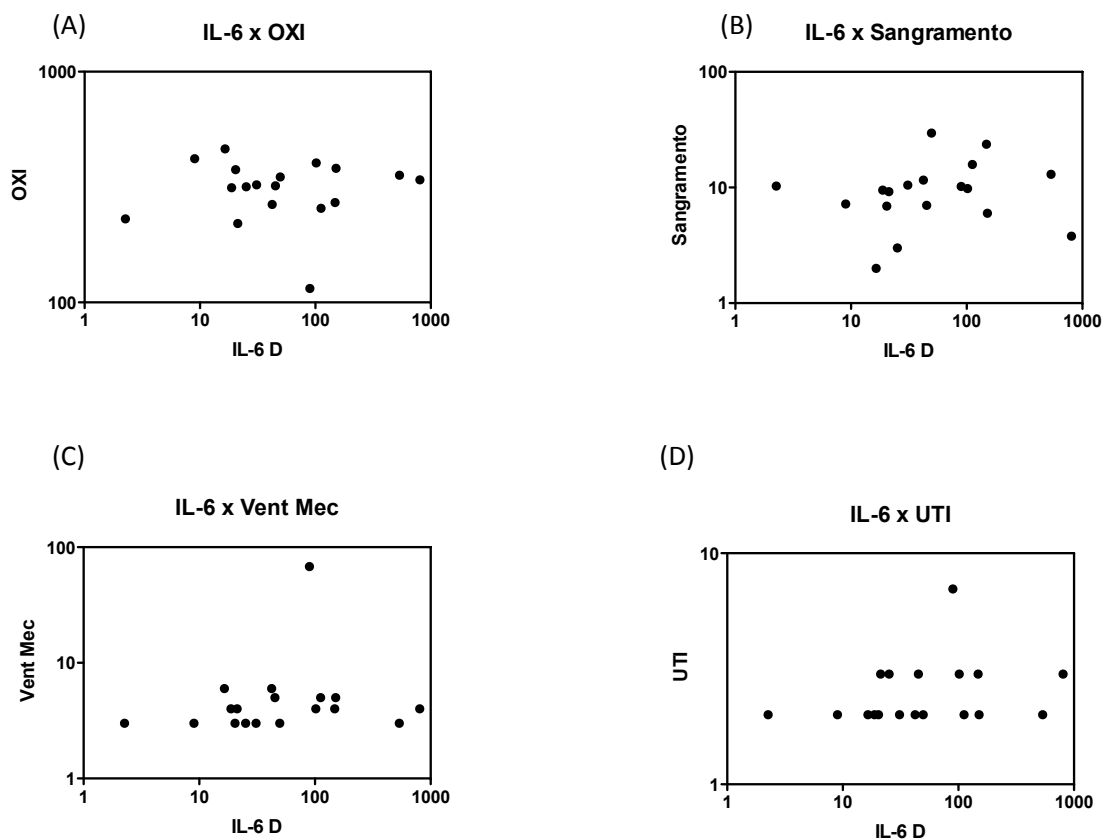 (A)
IL-6 x OXI
1000
OXI
100
1
10
100
1000
IL-6 D
(B)
IL-6 x Sangramento
100
Sangramento
10
1
1
10
100
1000
IL-6 D
(C)
IL-6 x Vent Mec
100
Vent Mec
10
1
1
10
100
1000
IL-6 D
(D)
IL-6 x UTI
10
UTI
1
1
10
100
1000
IL-6 D